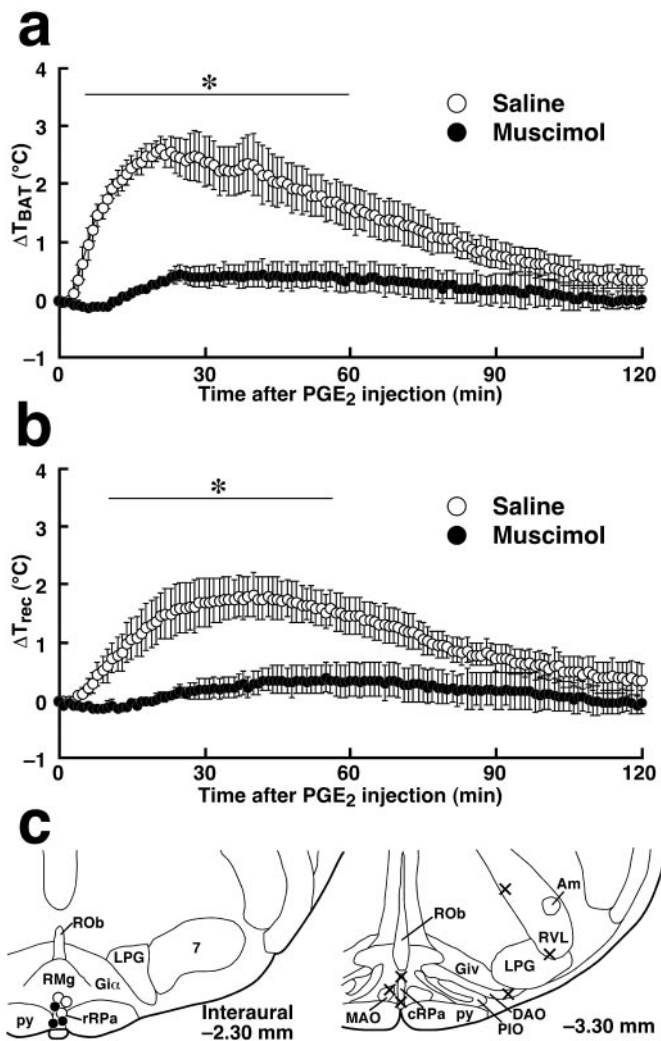 a
4
3
2
1
0
−1
ΔT_BAT (°C)
*
Saline
Muscimol
0 30 60 90 120
Time after PGE₂ injection (min)
b
4
3
2
1
0
−1
ΔT_rec (°C)
*
Saline
Muscimol
0 30 60 90 120
Time after PGE₂ injection (min)
c
ROb
LPG
7
RMg
Giα
py
rRPa
Interaural
−2.30 mm
Am
ROb
RVL
Giv
LPG
MAO
cRPa
py
PIO
DAO
−3.30 mm